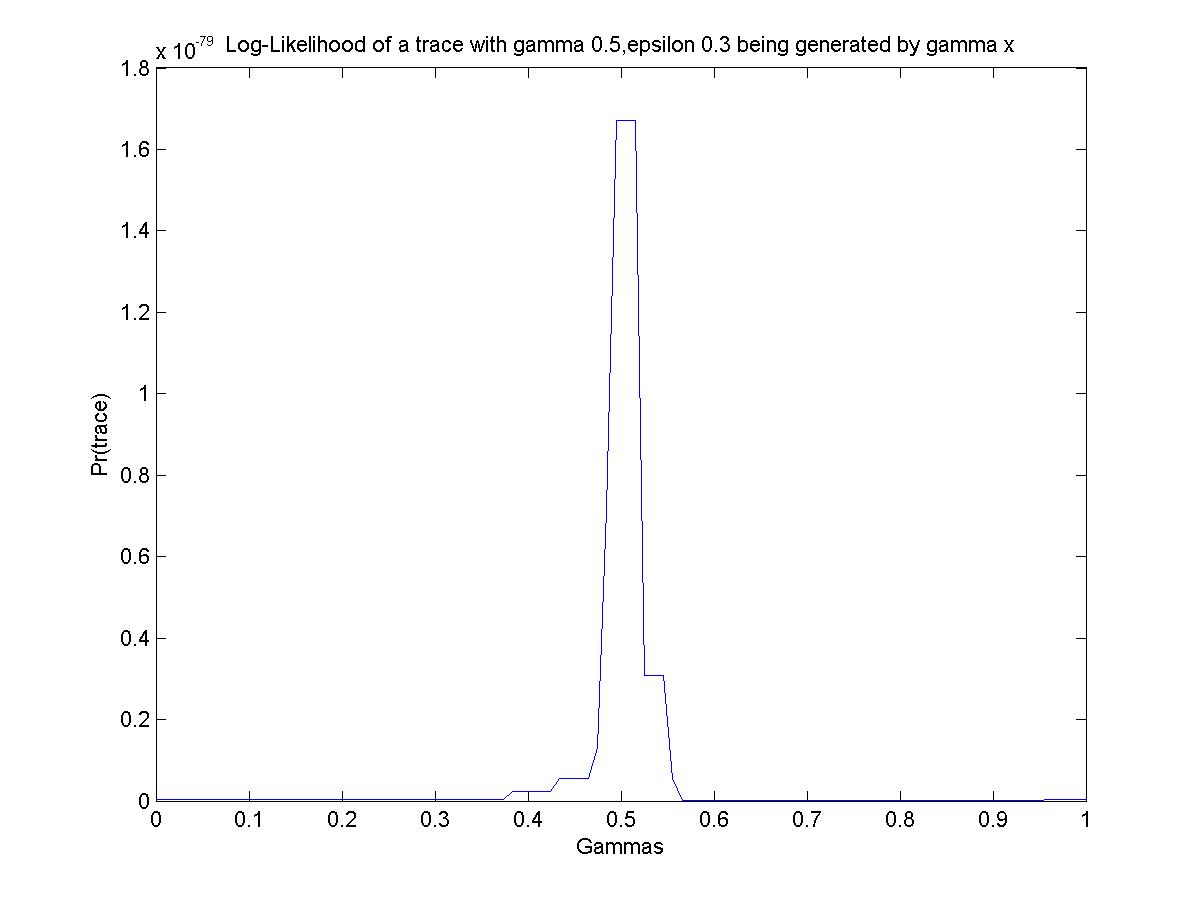 x 10-79 Log-Likelihood of a trace with gamma 0.5,epsilon 0.3 being generated by gamma x
1.8
1.6
1.4
1.2
1
0.8
0.6
0.4
0.2
0
Pr(trace)
0 0.1 0.2 0.3 0.4 0.5 0.6 0.7 0.8 0.9 1
Gammas